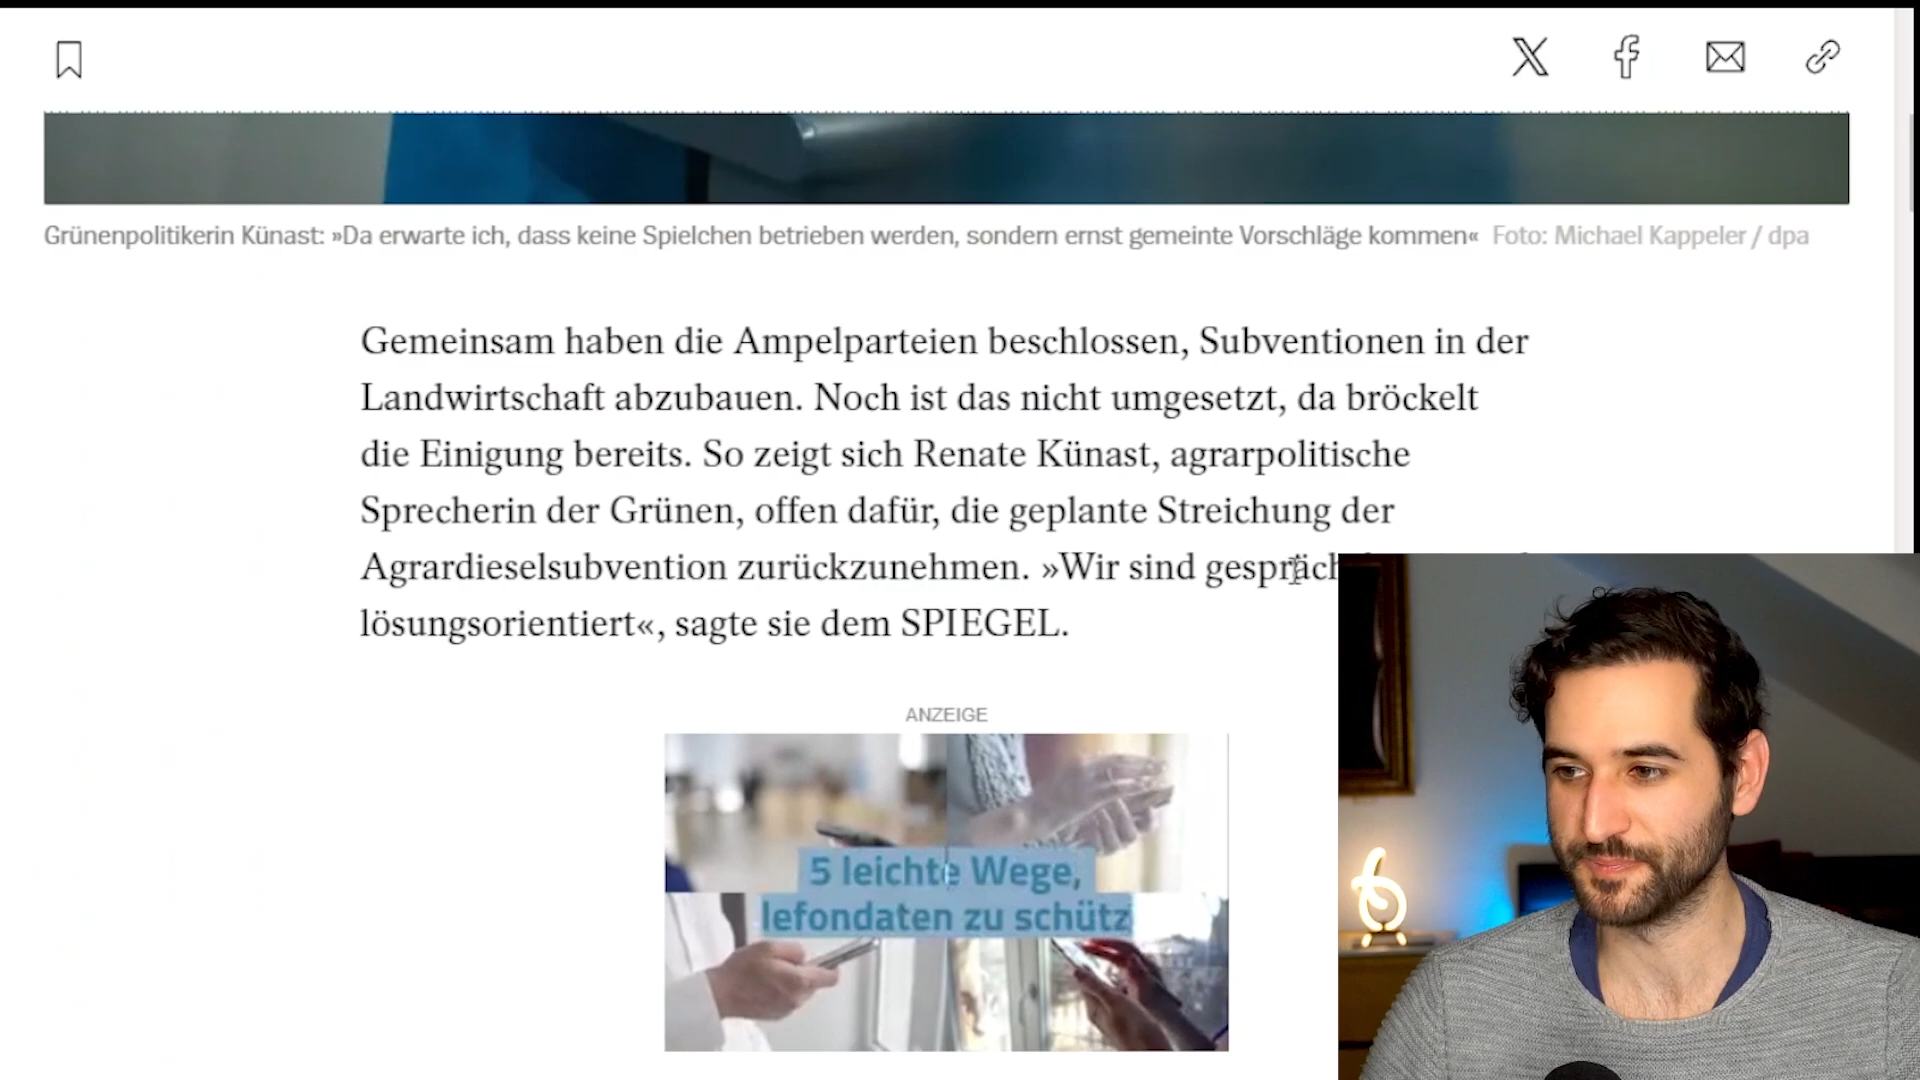 Grünenpolitikerin Künast: »Da erwarte ich, dass keine Spielchen betrieben werden, sondern ernst gemeinte Vorschläge kommen« Foto: Michael Kappeler / dpa
Gemeinsam haben die Ampelparteien beschlossen, Subventionen in der
Landwirtschaft abzubauen. Noch ist das nicht umgesetzt, da bröckelt
die Einigung bereits. So zeigt sich Renate Künast, agrarpolitische
Sprecherin der Grünen, offen dafür, die geplante Streichung der
Agrardieselsubvention zurückzunehmen. »Wir sind
lösungsorientiert«, sagte sie dem SPIEGEL.
ANZEIGE
5 leichte Wege,
lefondaten zu schütz